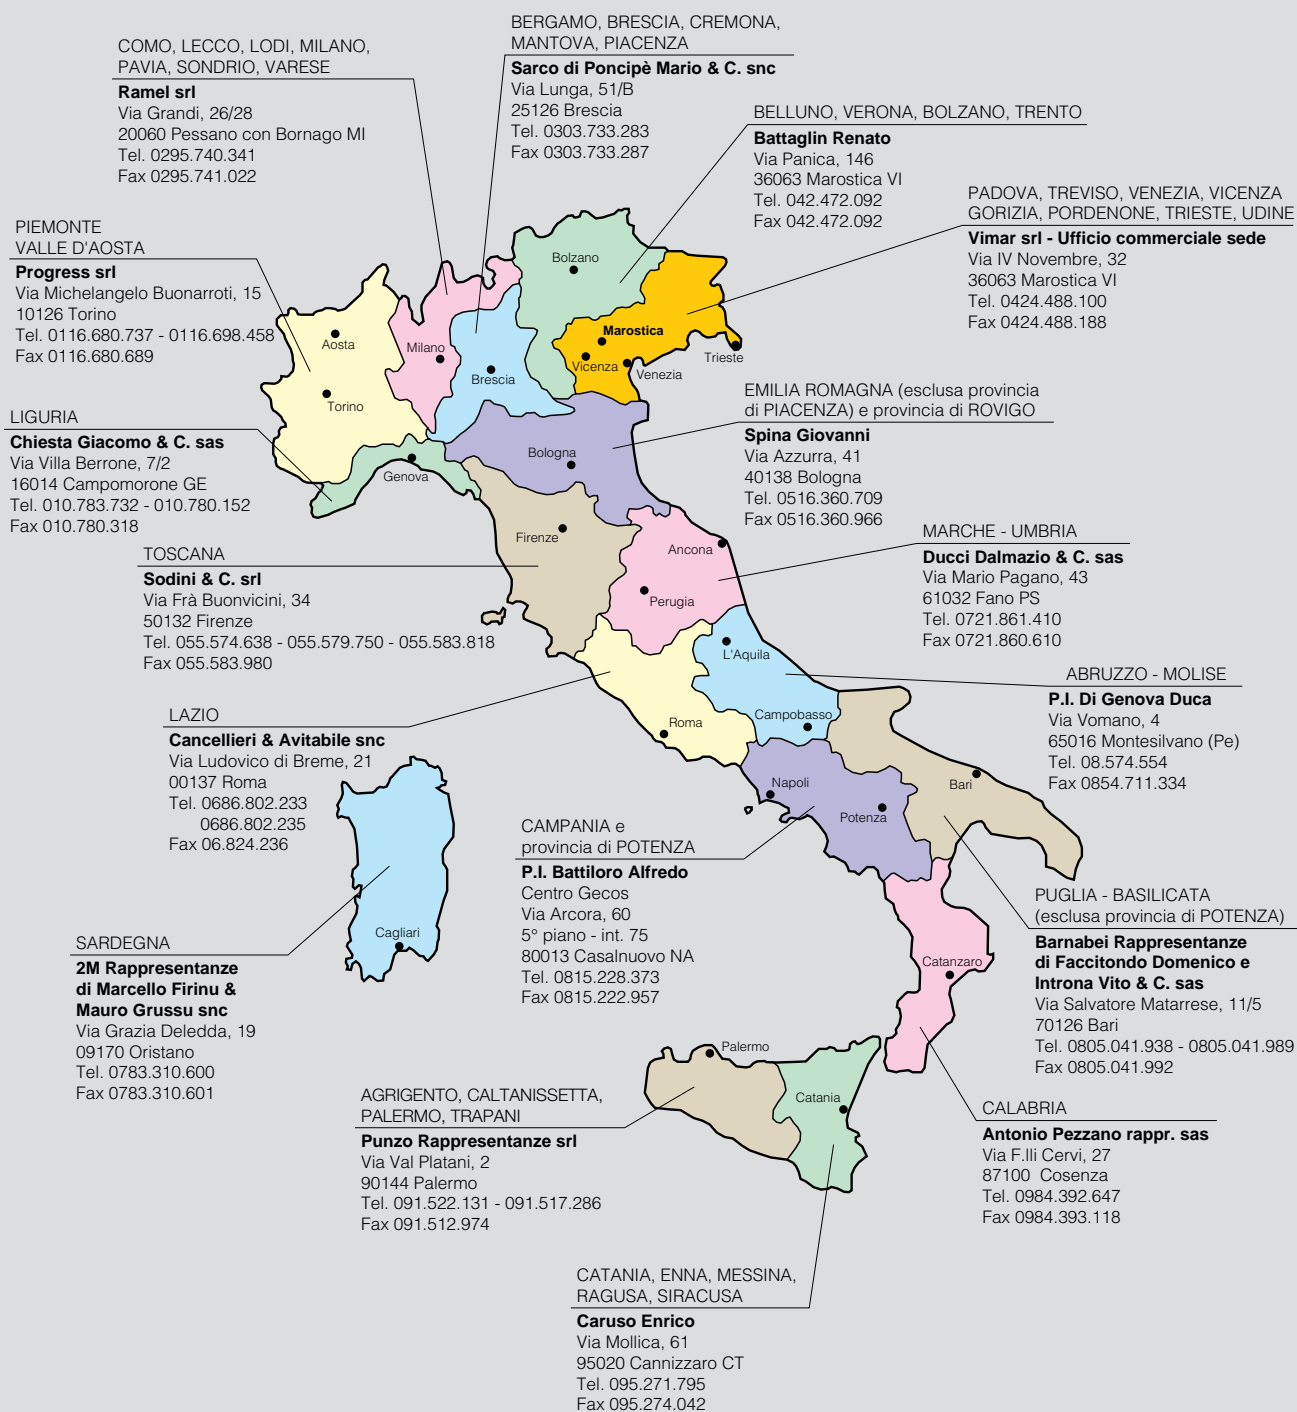 COMO, LECCO, LODI, MILANO,
PAVIA, SONDRIO, VARESE
Ramel srl
Via Grandi, 26/28
20060 Pessano con Bornago MI
Tel. 0295.740.341
Fax 0295.741.022
BERGAMO, BRESCIA, CREMONA,
MANTOVA, PIACENZA
Sarco di Poncipè Mario & C. snc
Via Lunga, 51/B
25126 Brescia
Tel. 0303.733.283
Fax 0303.733.287
BELLUNO, VERONA, BOLZANO, TRENTO
Battaglin Renato
Via Panica, 146
36063 Marostica VI
Tel. 042.472.092
Fax 042.472.092
PADOVA, TREVISO, VENEZIA, VICENZA
GORIZIA, PORDENONE, TRIESTE, UDINE
Vimar srl - Ufficio commerciale sede
Via IV Novembre, 32
36063 Marostica VI
Tel. 0424.488.100
Fax 0424.488.188
PIEMONTE
VALLE D'AOSTA
Progress srl
Via Michelangelo Buonarroti, 15
10126 Torino
Tel. 0116.680.737 - 0116.698.458
Fax 0116.680.689
LIGURIA
Chiesta Giacomo & C. sas
Via Villa Berrone, 7/2
16014 Campomorone GE
Tel. 010.783.732 - 010.780.152
Fax 010.780.318
EMILIA ROMAGNA (esclusa provincia
di PIACENZA) e provincia di ROVIGO
Spina Giovanni
Via Azzurra, 41
40138 Bologna
Tel. 0516.360.709
Fax 0516.360.966
TOSCANA
Sodini & C. srl
Via Frà Buonvicini, 34
50132 Firenze
Tel. 055.574.638 - 055.579.750 - 055.583.818
Fax 055.583.980
MARCHE - UMBRIA
Ducci Dalmazio & C. sas
Via Mario Pagano, 43
61032 Fano PS
Tel. 0721.861.410
Fax 0721.860.610
ABRUZZO - MOLISE
P.I. Di Genova Duca
Via Vomano, 4
65016 Montesilvano (Pe)
Tel. 08.574.554
Fax 0854.711.334
LAZIO
Cancellieri & Avitabile snc
Via Ludovico di Breme, 21
00137 Roma
Tel. 0686.802.233
0686.802.235
Fax 06.824.236
CAMPANIA e
provincia di POTENZA
P.I. Battiloro Alfredo
Centro Gecos
Via Arcora, 60
5° piano - int. 75
80013 Casalnuovo NA
Tel. 0815.228.373
Fax 0815.222.957
PUGLIA - BASILICATA
(esclusa provincia di POTENZA)
Barnabei Rappresentanze
di Faccitondo Domenico e
Introna Vito & C. sas
Via Salvatore Matarrese, 11/5
70126 Bari
Tel. 0805.041.938 - 0805.041.989
Fax 0805.041.992
SARDEGNA
2M Rappresentanze
di Marcello Firinu &
Mauro Grussu snc
Via Grazia Deledda, 19
09170 Oristano
Tel. 0783.310.600
Fax 0783.310.601
AGRIGENTO, CALTANISSETTA,
PALERMO, TRAPANI
Punzo Rappresentanze srl
Via Val Platani, 2
90144 Palermo
Tel. 091.522.131 - 091.517.286
Fax 091.512.974
CALABRIA
Antonio Pezzano rappr. sas
Via F.lli Cervi, 27
87100 Cosenza
Tel. 0984.392.647
Fax 0984.393.118
CATANIA, ENNA, MESSINA,
RAGUSA, SIRACUSA
Caruso Enrico
Via Mollica, 61
95020 Cannizzaro CT
Tel. 095.271.795
Fax 095.274.042
Bolzano
Aosta
Milano
Marostica
Vicenza
Venezia
Trieste
Brescia
Torino
Bologna
Genova
Firenze
Ancona
Perugia
L'Aquila
Roma
Campobasso
Napoli
Bari
Potenza
Cagliari
Catanzaro
Palermo
Catania